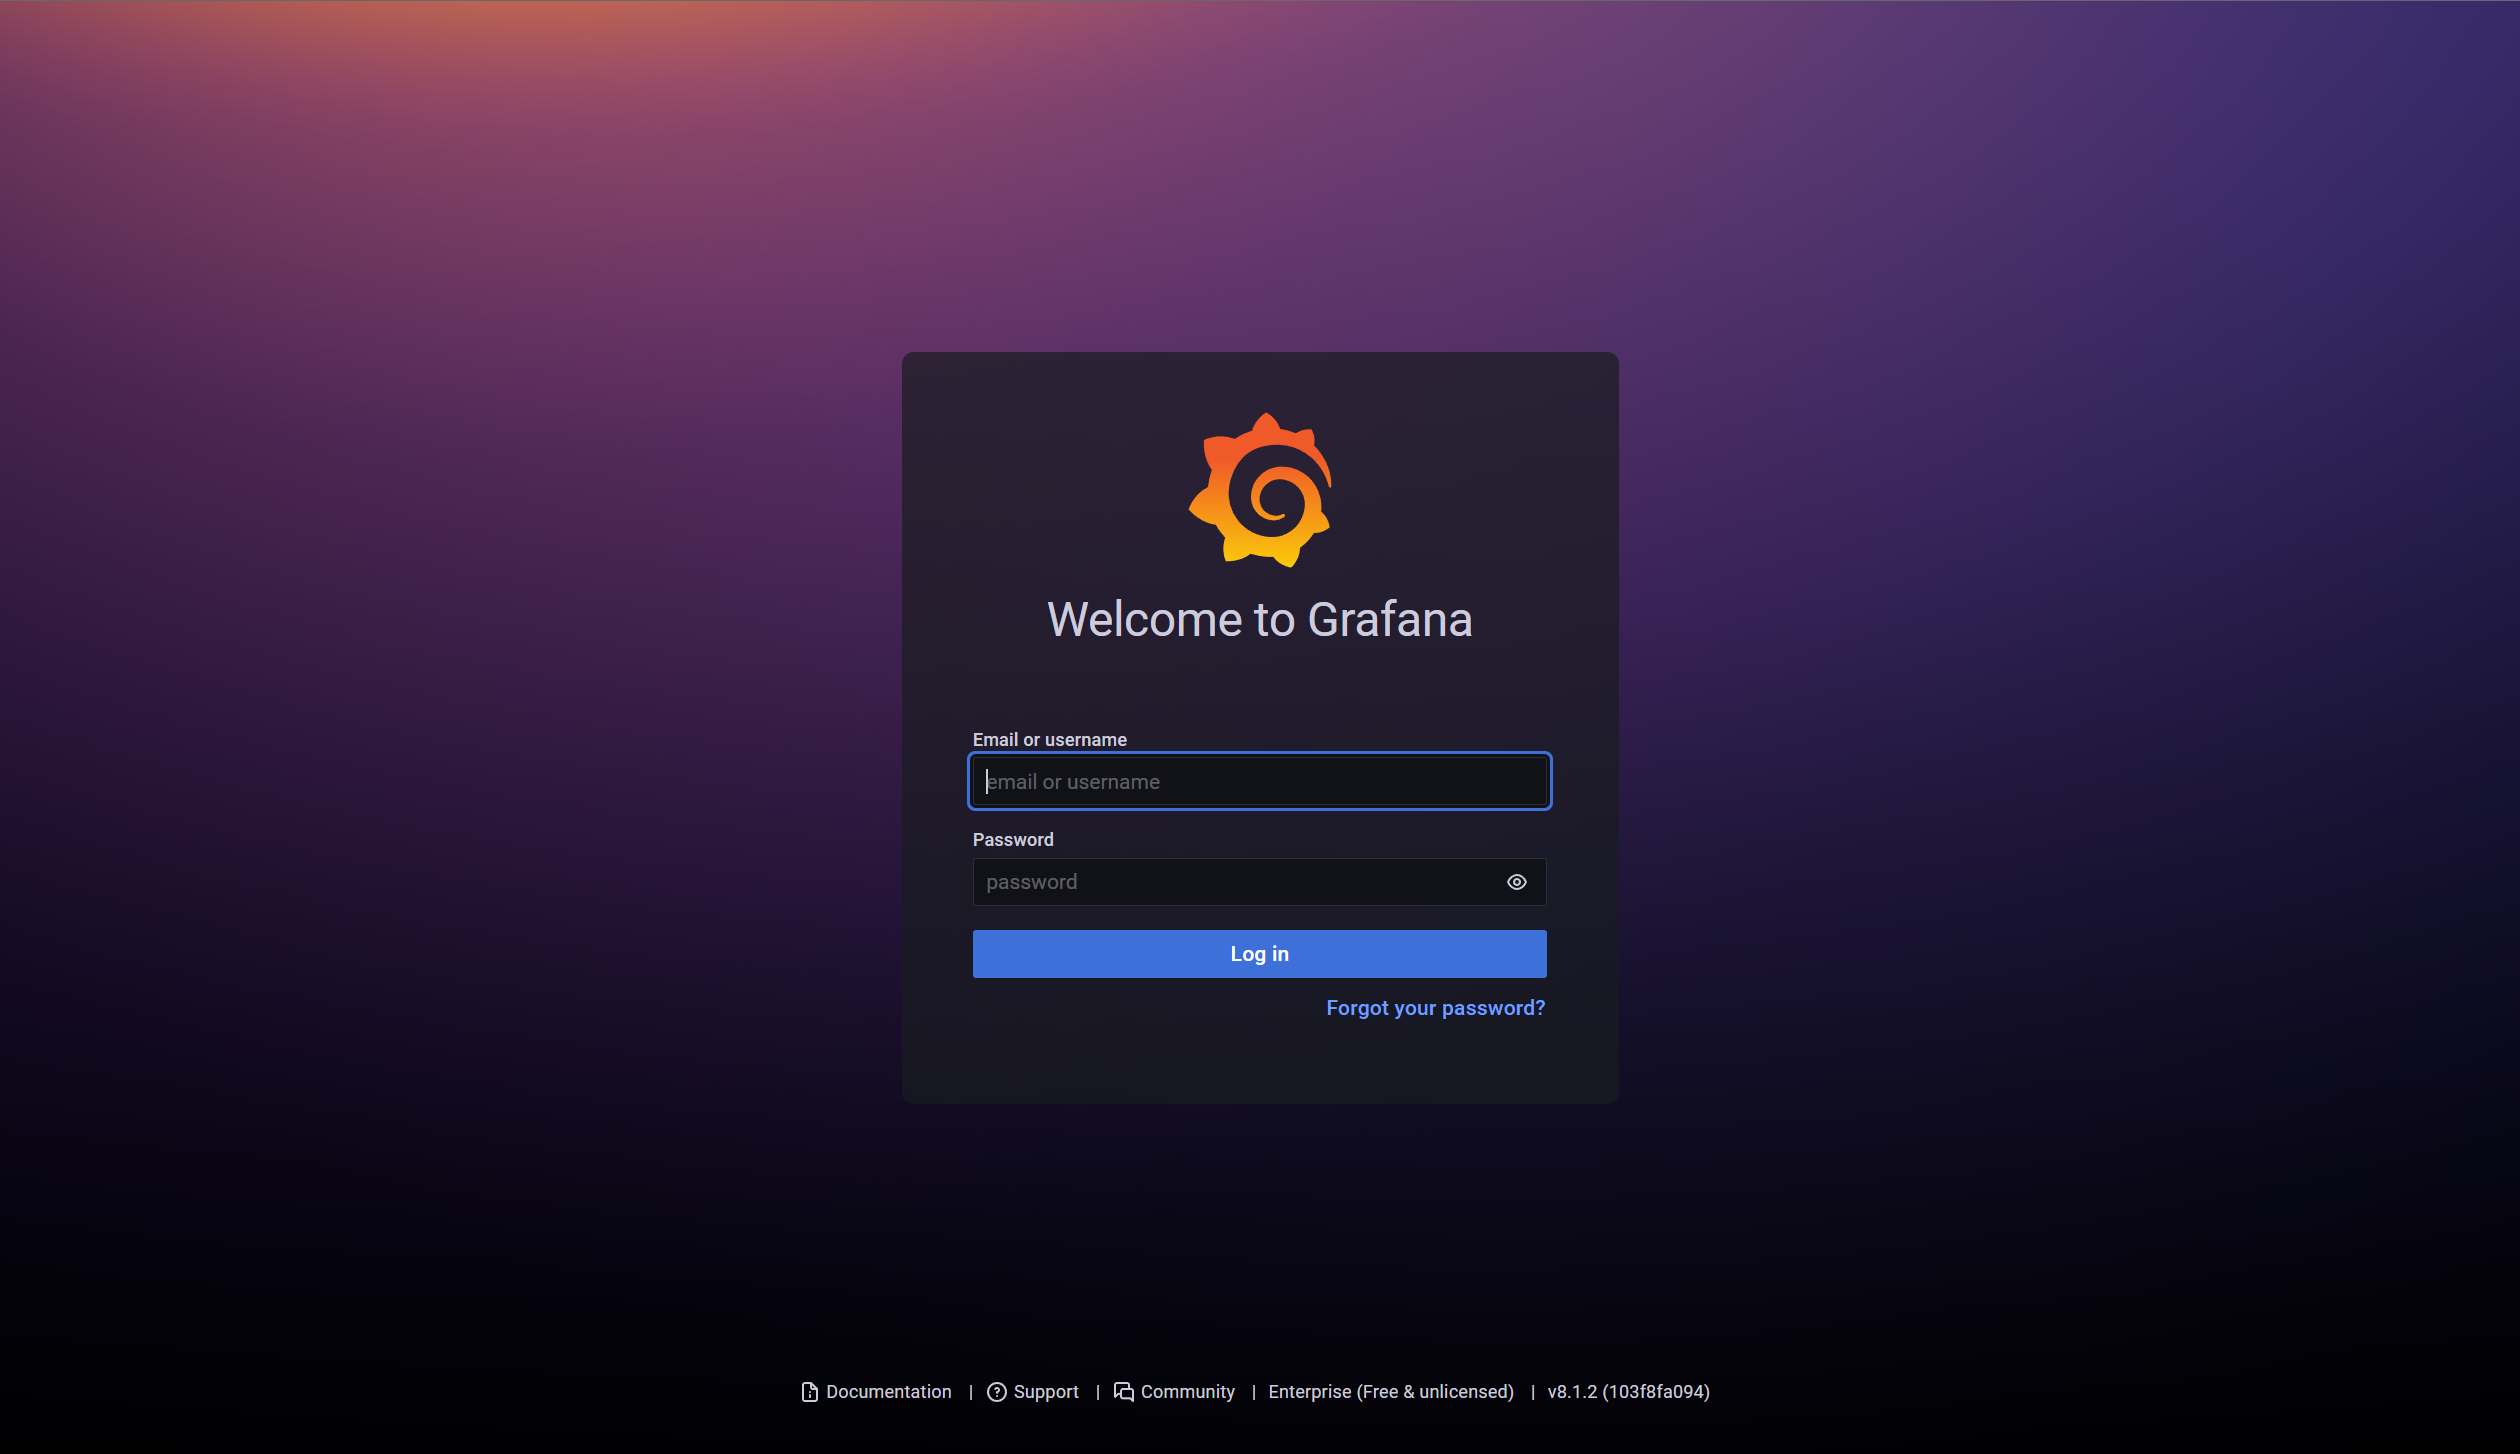 Welcome to Grafana
Email or username
email or username
Password
password
Log in
Forgot your password?
Documentation | Support | Community | Enterprise (Free & unlicensed) | v8.1.2 (103f8fa094)